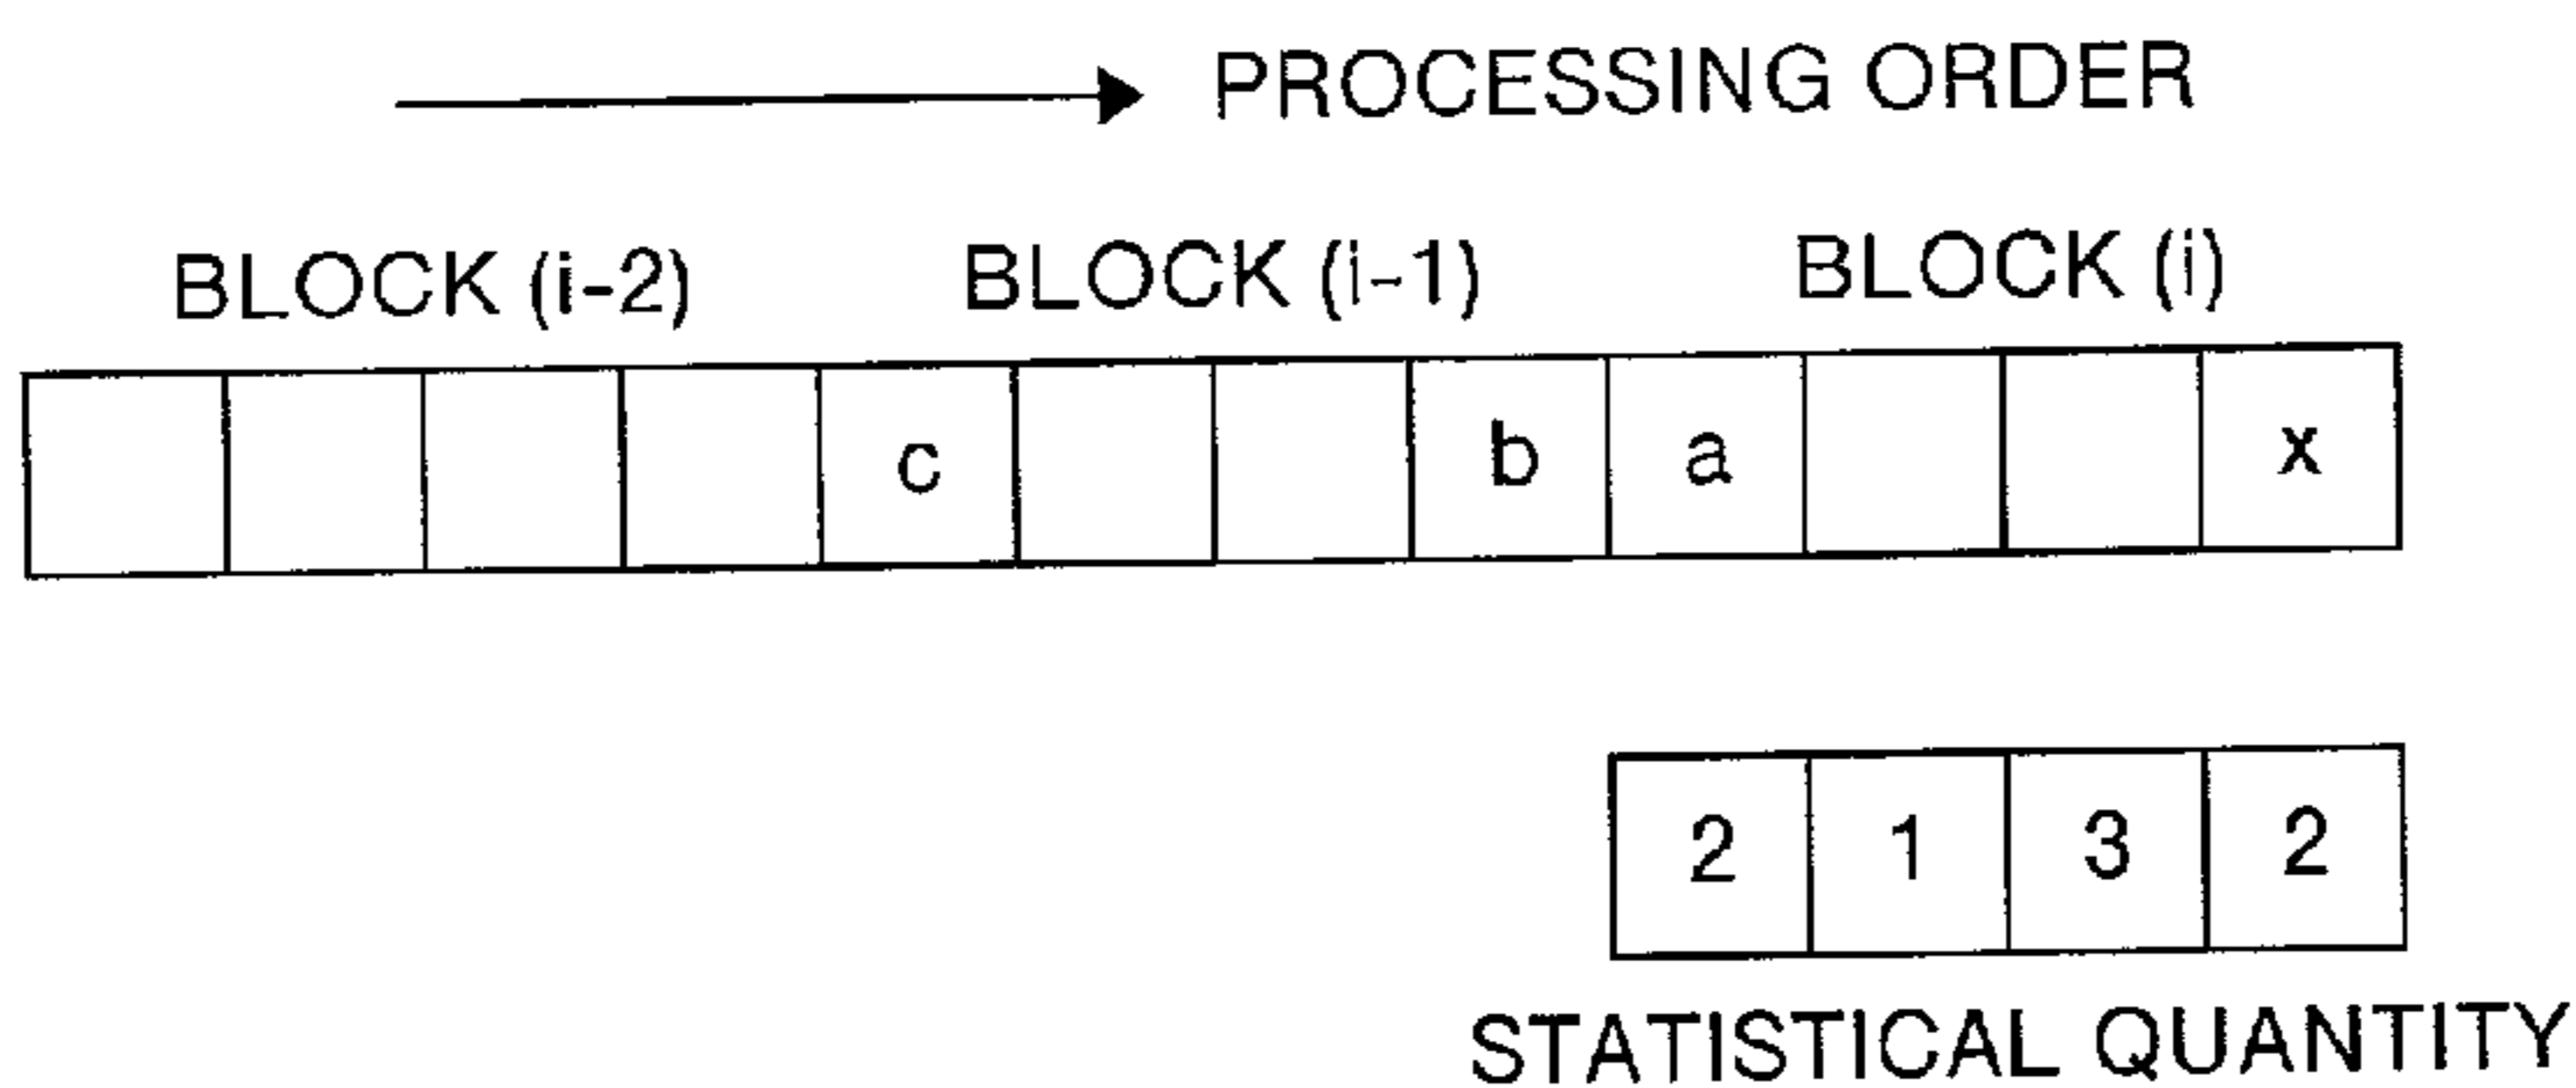 PROCESSING ORDER
BLOCK (i-2) BLOCK (i-1) BLOCK (i)
c b a x
2 1 3 2
STATISTICAL QUANTITY